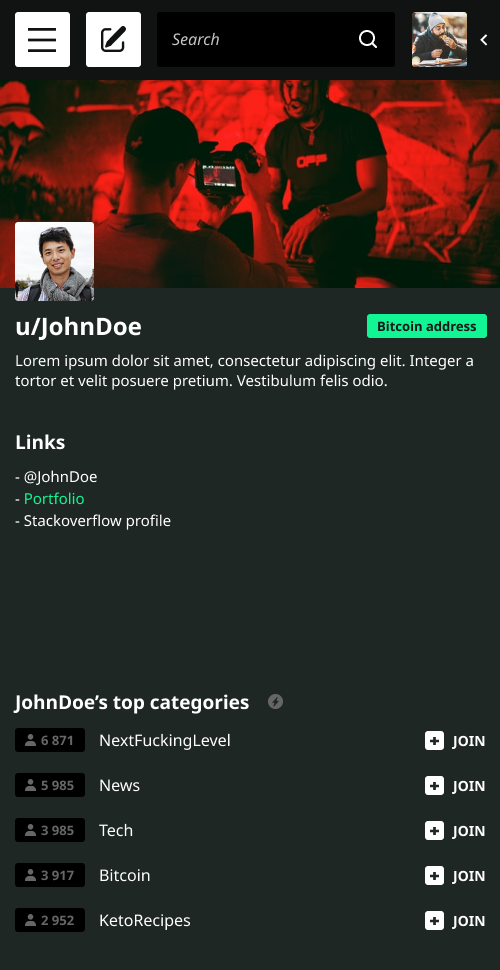 Search
OPP
u/JohnDoe
Bitcoin address
Lorem ipsum dolor sit amet, consectetur adipiscing elit. Integer a
tortor et velit posuere pretium. Vestibulum felis odio.
Links
- @JohnDoe
- Portfolio
- Stackoverflow profile
JohnDoe’s top categories
6 871 NextFuckingLevel JOIN
5 985 News JOIN
3 985 Tech JOIN
3 917 Bitcoin JOIN
2 952 KetoRecipes JOIN